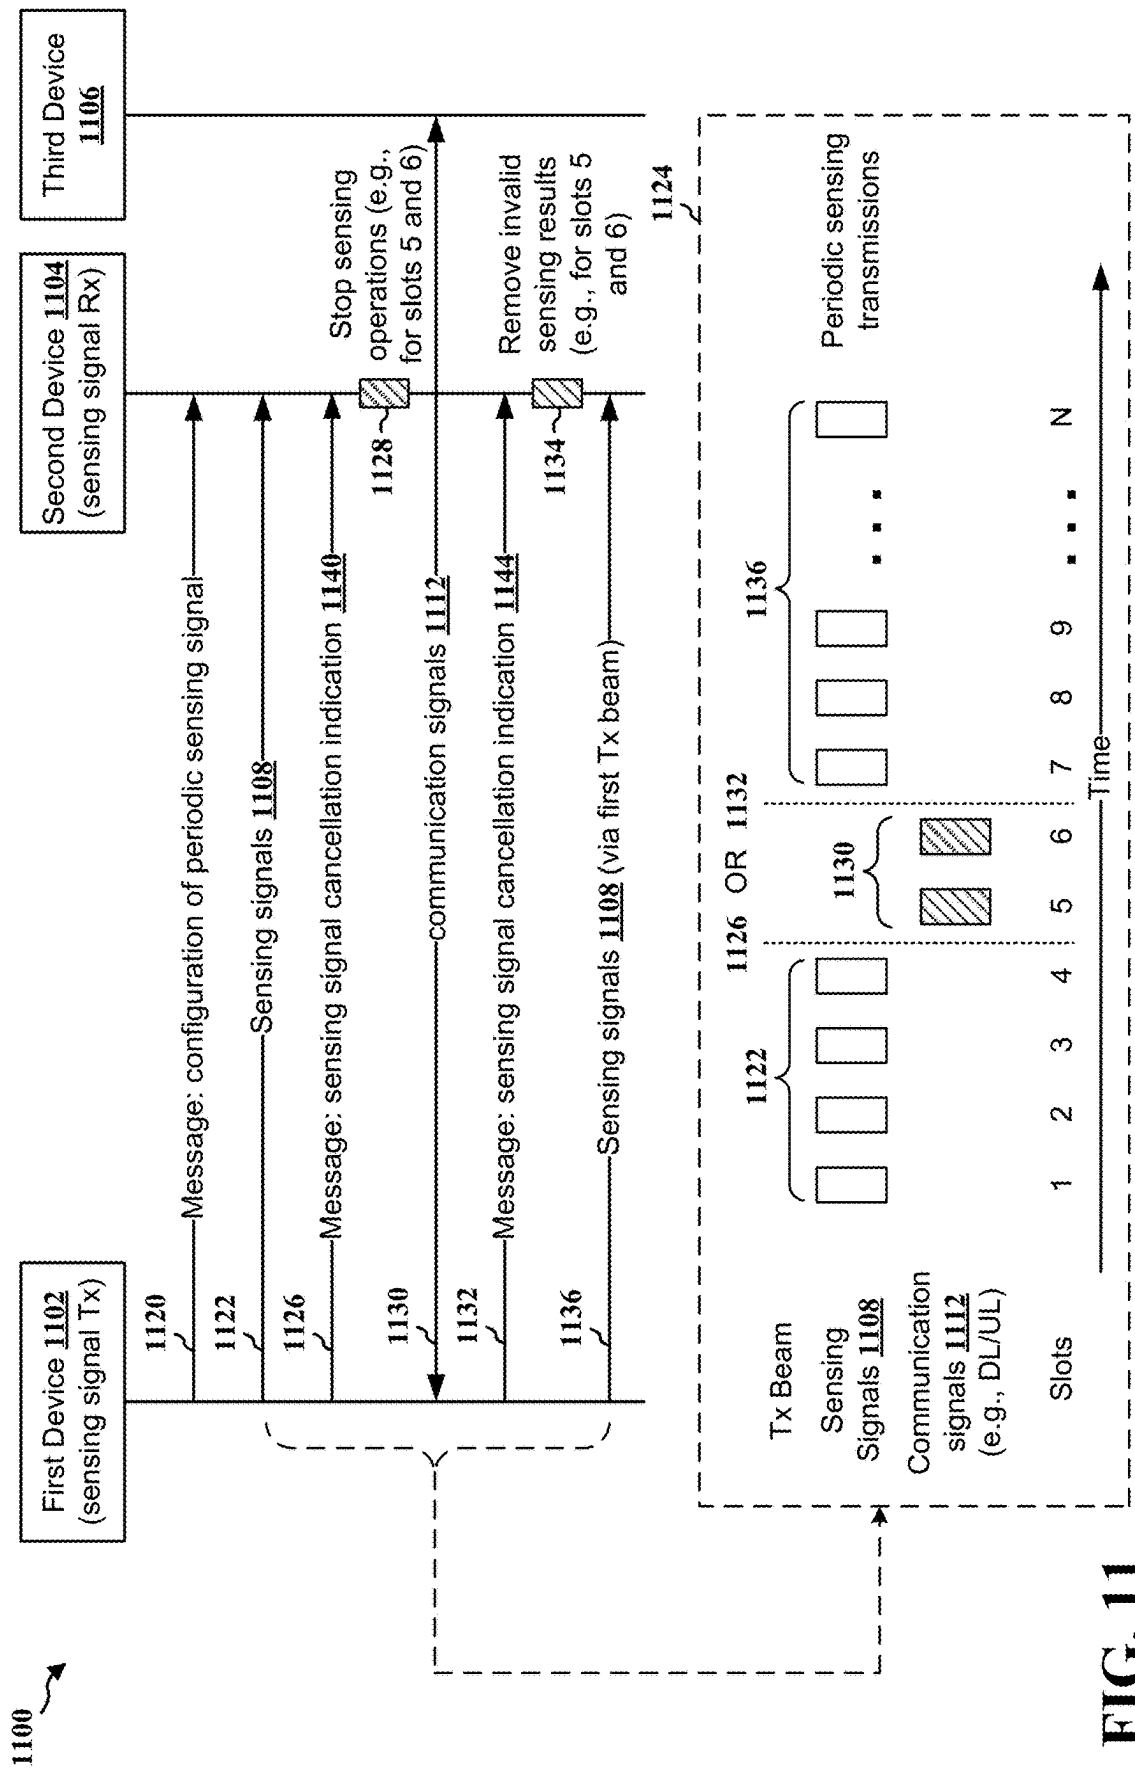 1100
First Device 1102
(sensing signal Tx)
Second Device 1104
(sensing signal Rx)
Third Device
1106
1120
Message: configuration of periodic sensing signal
1122
Sensing signals 1108
1126
Message: sensing signal cancellation indication 1140
1128
Stop sensing
operations (e.g.,
for slots 5 and 6)
1130
communication signals 1112
1132
Message: sensing signal cancellation indication 1144
1134
Remove invalid
sensing results
(e.g., for slots 5
and 6)
1136
Sensing signals 1108 (via first Tx beam)
1124
Tx Beam
1126 OR 1132
Sensing
Signals 1108
1122
1136
Periodic sensing
transmissions
Communication
signals 1112
(e.g., DL/UL)
1130
Slots
1 2 3 4 5 6 7 8 9 ... N
Time
FIG. 11